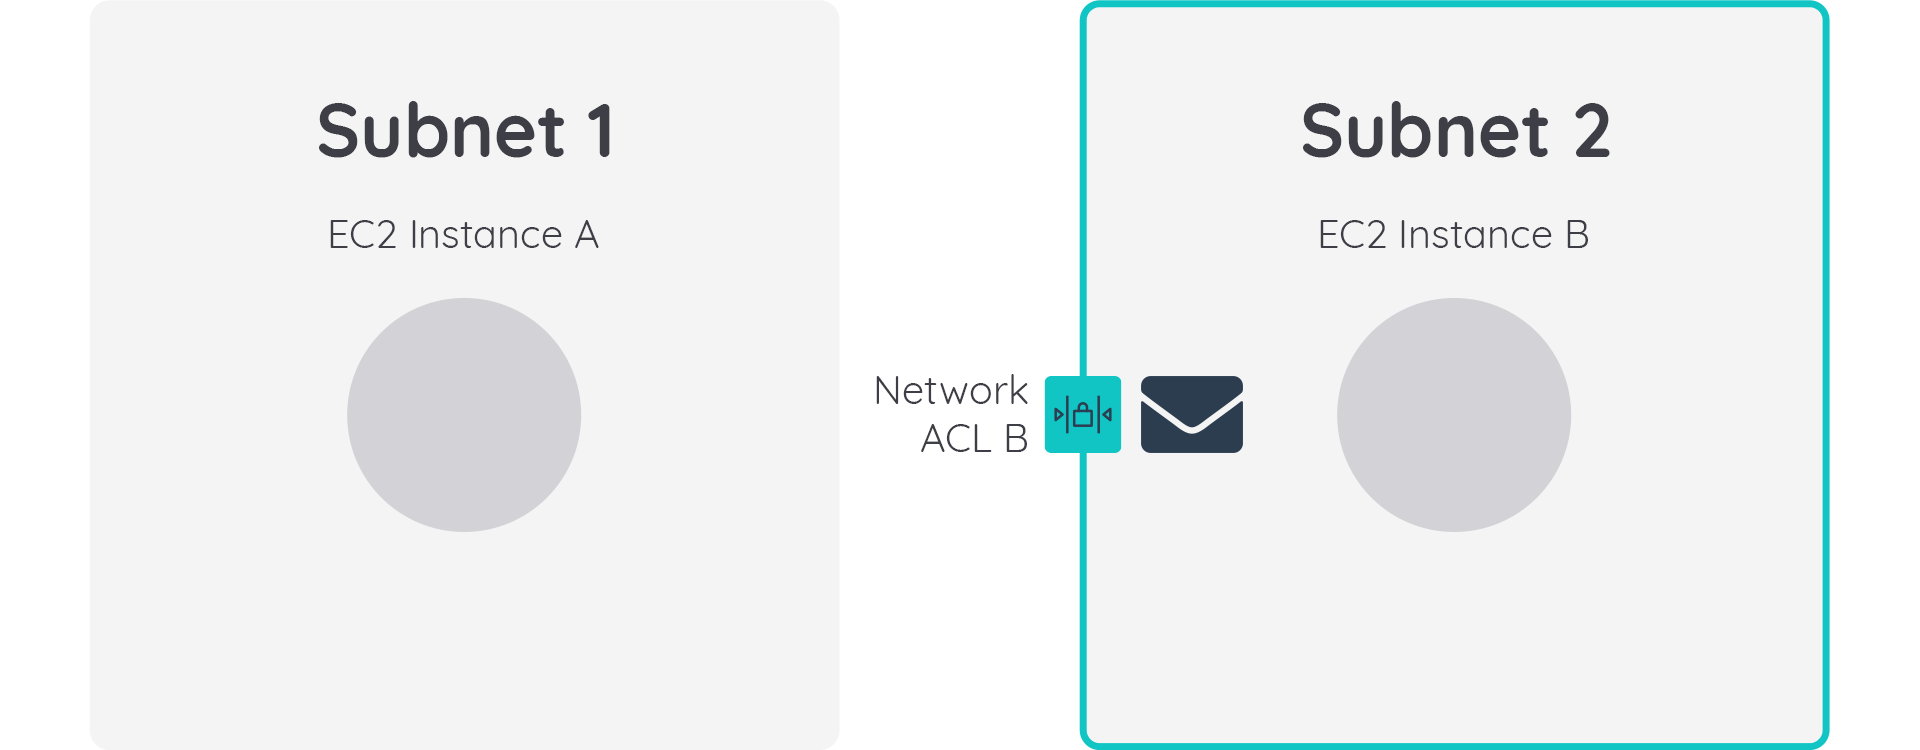 Subnet 1
EC2 Instance A
Network
ACL B
Subnet 2
EC2 Instance B